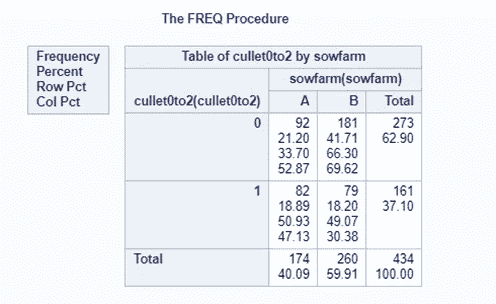 The FREQ Procedure
Frequency
Percent
Row Pct
Col Pct
Table of cullet0to2 by sowfarm
sowfarm(sowfarm)
cullet0to2(cullet0to2) A B Total
0 92 181 273
21.20 41.71 62.90
33.70 66.30
52.87 69.62
1 82 79 161
18.89 18.20 37.10
50.93 49.07
47.13 30.38
Total 174 260 434
40.09 59.91 100.00